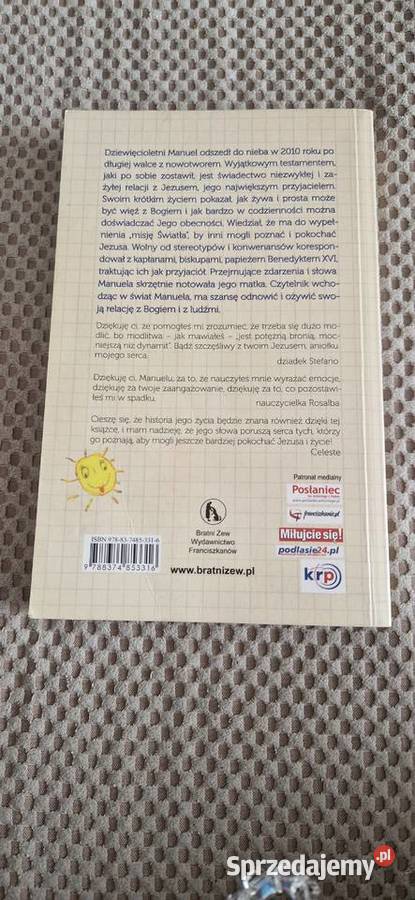 Dziewięcioletni Manuel odszedł do nieba w 2010 roku po
długiej walce z nowotworem. Wyjątkowym testamentem,
jaki po sobie zostawił, jest świadectwo niezwykłej i za-
żyłej relacji z Jezusem, jego największym przyjacielem.
Swoim krótkim życiem pokazał, jak żywa i prosta może
być więź z Bogiem i jak bardzo w codzienności można
doświadczać Jego obecności. Wiedział, że ma do wypeł-
nienia „misję Światła”, by inni mogli poznać i pokochać
Jezusa. Wolny od stereotypów i konwenansów korespon-
dował z kapłanami, biskupami, papieżem Benedyktem XVI,
traktując ich jak przyjaciół. Przejmujące zdarzenia i słowa
Manuela skrzętnie notowała jego matka. Czytelnik wcho-
dząc w świat Manuela, ma szansę odnowić i ożywić swo-
ją relację z Bogiem i z ludźmi.
Dziękuję ci, że pomogłeś mi zrozumieć, że trzeba się dużo mo-
dlić, bo modlitwa – jak mawiałeś – „jest potężną bronią, moc-
niejszą niż dynamit”. Bądź szczęśliwy z twoim Jezusem, aniołku
mojego serca.
dziadek Stefano
Dziękuję ci, Manuelu, za to, że nauczyłeś mnie wyrażać emocje,
dziękuję za twoje zaangażowanie, dziękuję za to, co pozostawi-
łeś mi w spadku.
nauczycielka Rosalba
Cieszę się, że historia jego życia będzie znana również dzięki tej
książce, i mam nadzieję, że jego słowa poruszą serca tych, którzy
go poznają, aby mogli jeszcze bardziej pokochać Jezusa i życie!
Celeste
Patronat medialny
Posłaniec
franciszkanie.pl
Miłujcie się!
podlasie24.pl
krp
ISBN 978-83-7485-331-6
9 788374 853316
Bratni Zew
Wydawnictwo
Franciszkanów
www.bratnizew.pl
Sprzedajemy.pl